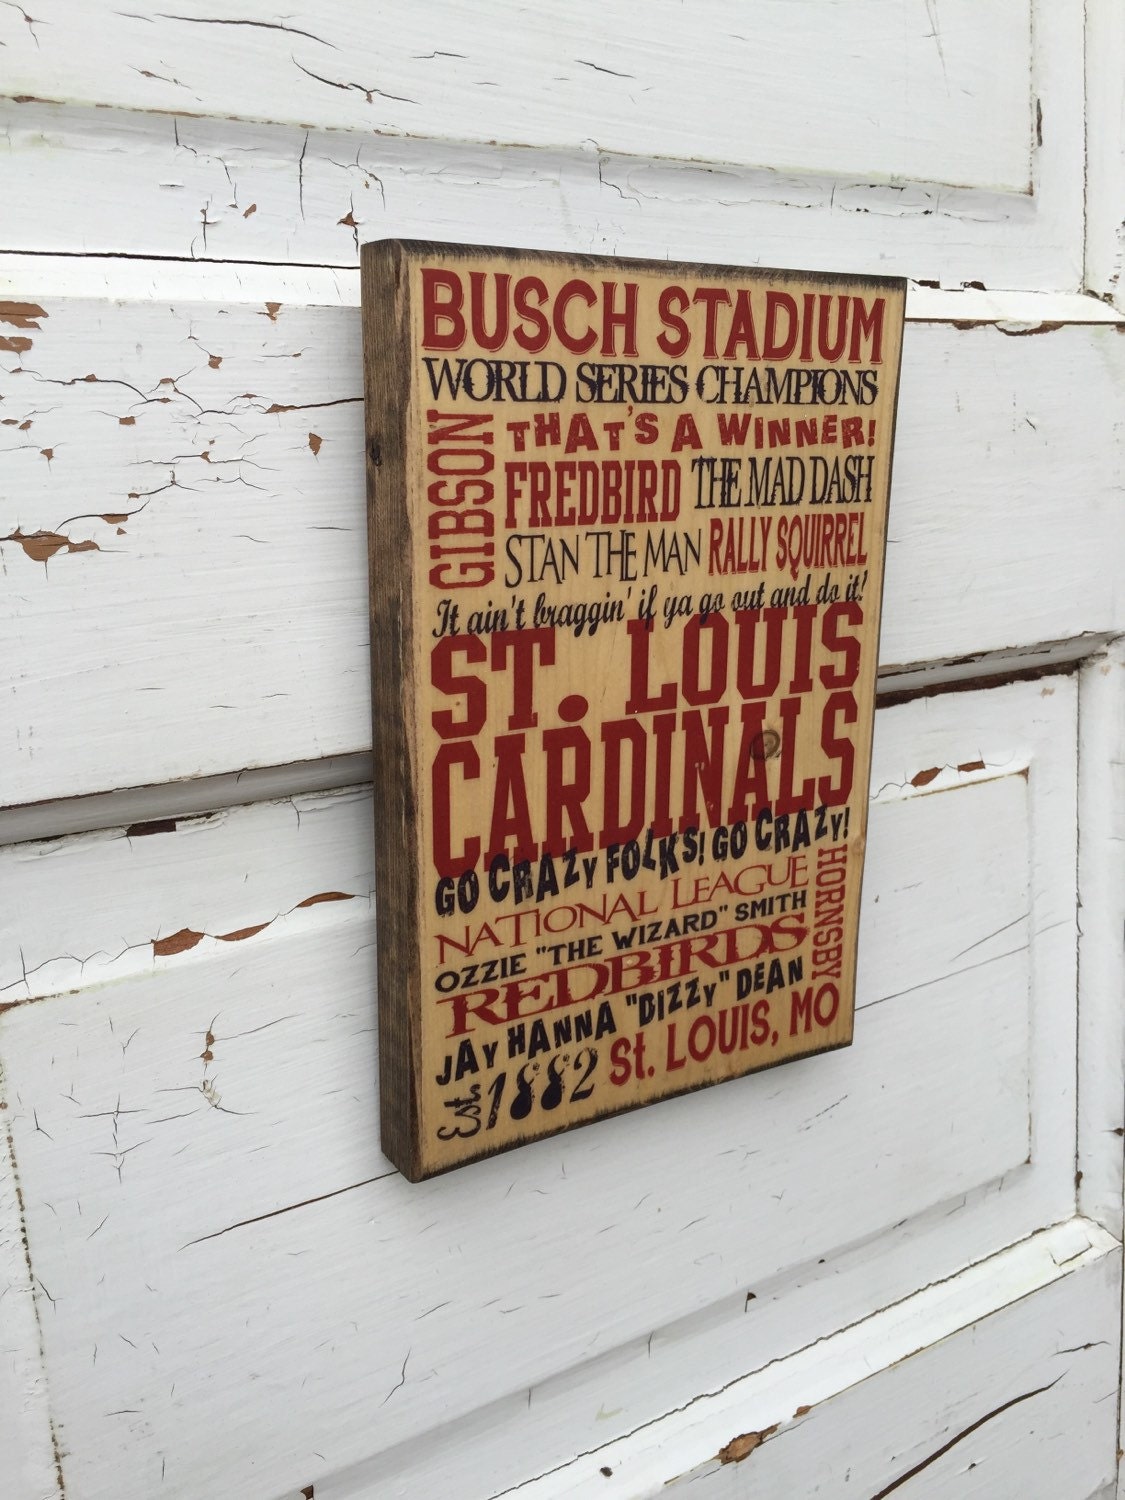 BUSCH STADIUM
WORLD SERIES CHAMPIONS
GIBSON
THAT'S A WINNER!
FREDBIRD THE MAD DASH
STAN THE MAN RALLY SQUIRREL
It ain't braggin' if ya go out and do it!
ST. LOUIS
CARDINALS
GO CRAZY FOLKS! GO CRAZY!
NATIONAL LEAGUE
HORNSBY
OZZIE "THE WIZARD" SMITH
REDBIRDS
JAY HANNA "DIZZY" DEAN
Est. 1882 St. LOUIS, MO